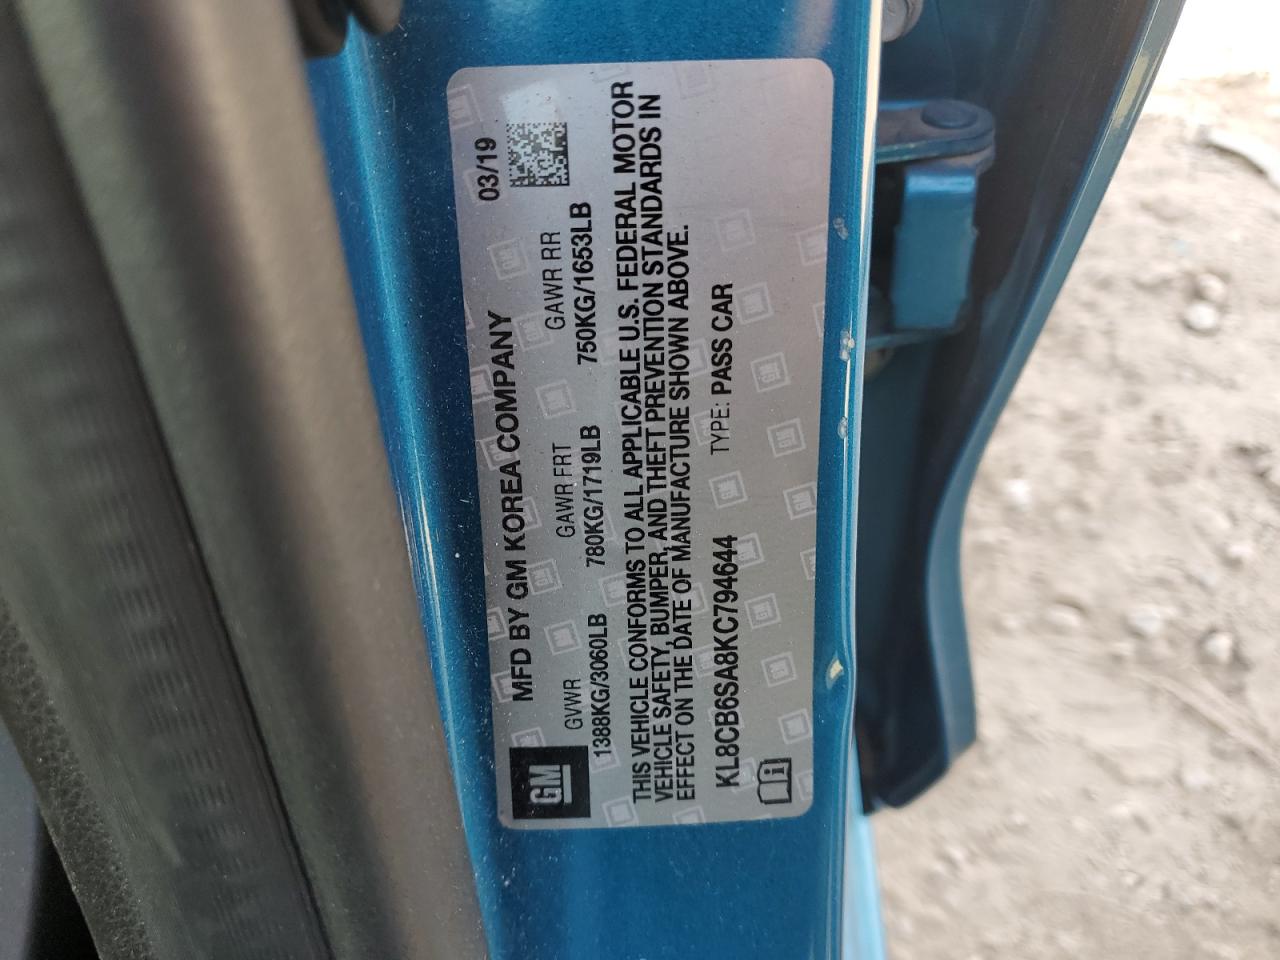 GM
MFD BY GM KOREA COMPANY 03/19
GVWR GAWR FRT GAWR RR
1388KG/3060LB 780KG/1719LB 750KG/1653LB
THIS VEHICLE CONFORMS TO ALL APPLICABLE U.S. FEDERAL MOTOR
VEHICLE SAFETY, BUMPER, AND THEFT PREVENTION STANDARDS IN
EFFECT ON THE DATE OF MANUFACTURE SHOWN ABOVE.
KL8CB6SA8KC794644 TYPE: PASS CAR